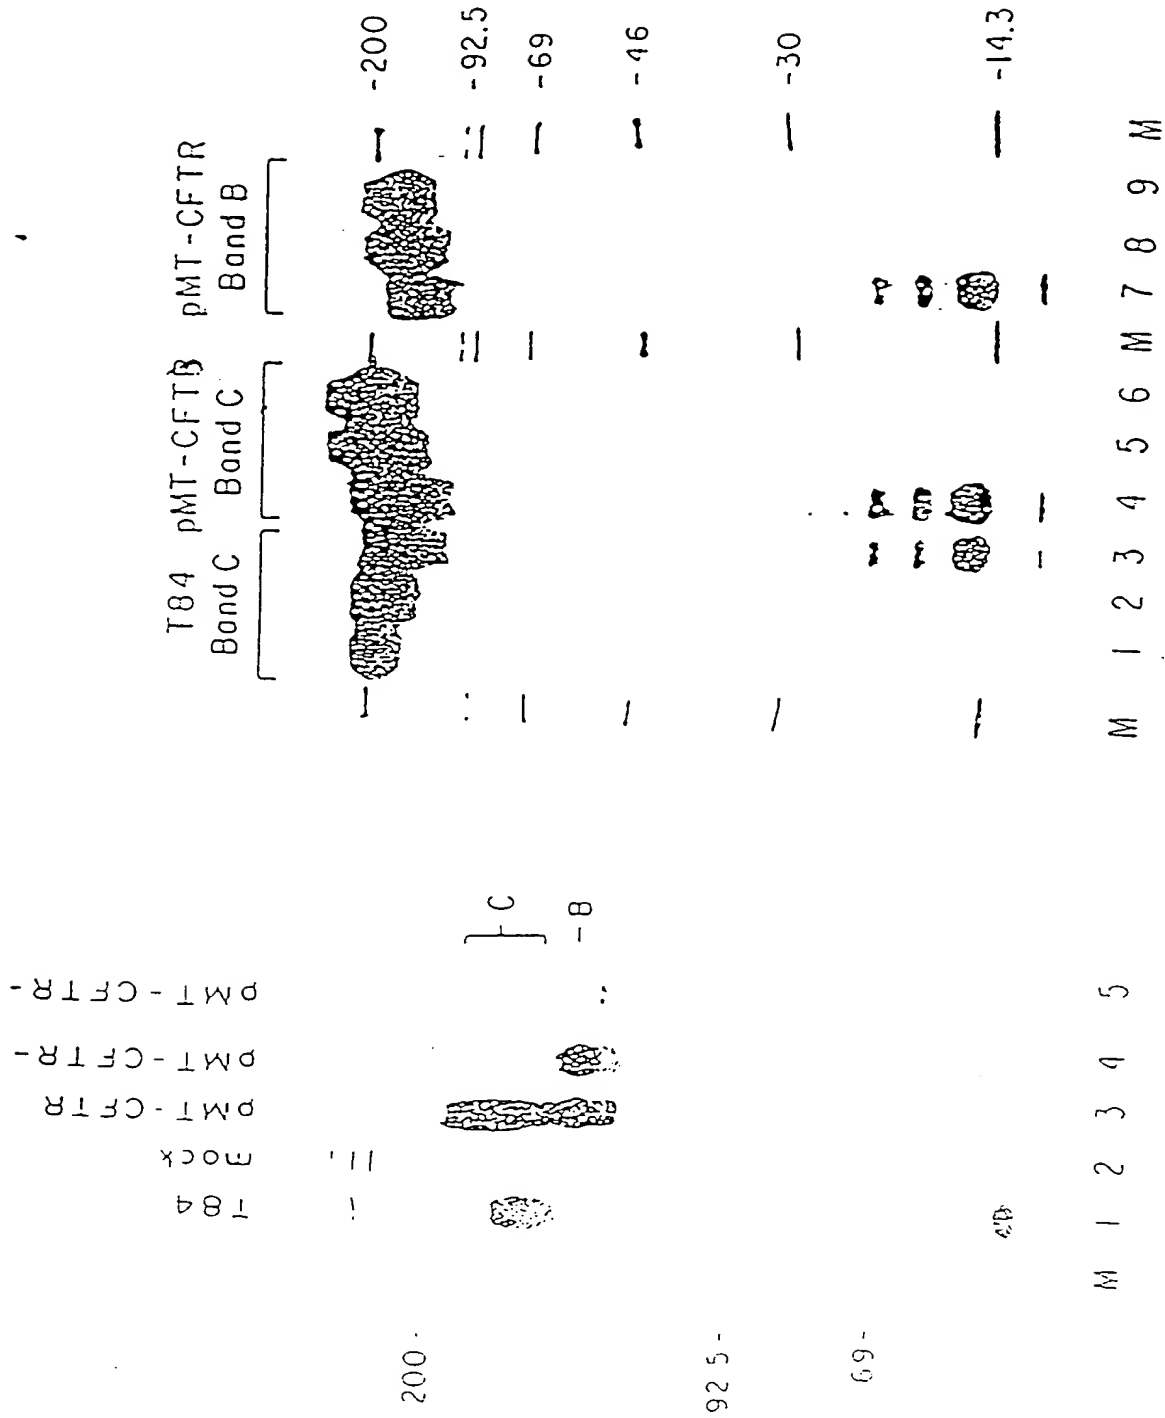 T84
Band C
pMT-CFTR
Band C
pMT-CFTR
Band B
-200
-92.5
-69
-46
-30
-14.3
M 1 2 3 4 5 6 M 7 8 9 M
T84
mock
pMT-CFTR
pMT-CFTR-
pMT-CFTR-
200-
92 5-
69-
C
-B
M 1 2 3 4 5